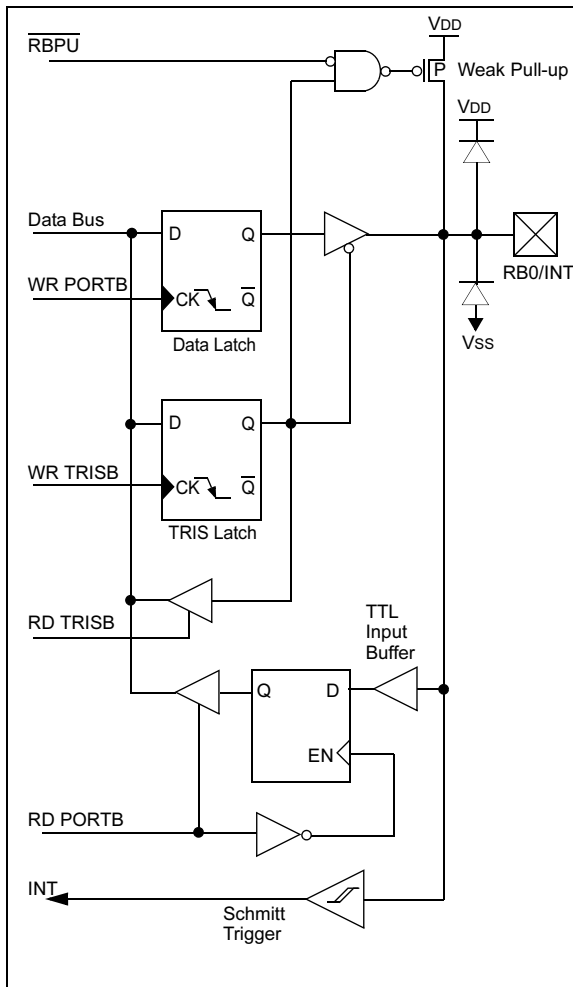 VDD
RBPU
P
Weak Pull-up
VDD
Data Bus
D
Q
WR PORTB
CK
Q
RB0/INT
Data Latch
VSS
D
Q
WR TRISB
CK
Q
TRIS Latch
RD TRISB
TTL
Input
Buffer
Q
D
EN
RD PORTB
INT
Schmitt
Trigger